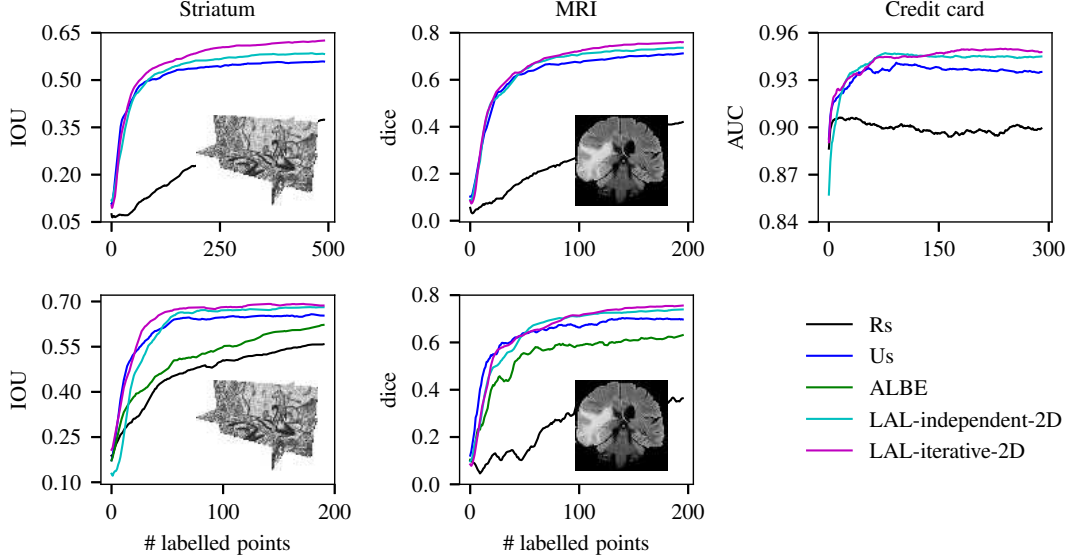 Striatum
MRI
Credit card
0.65
0.50
0.35
0.20
0.05
IOU
0
250
500
0.8
0.6
0.4
0.2
0.0
dice
0
100
200
0.96
0.93
0.90
0.87
0.84
AUC
0
150
300
0.70
0.55
0.40
0.25
0.10
IOU
0
100
200
# labelled points
0.8
0.6
0.4
0.2
0.0
dice
0
100
200
# labelled points
Rs
Us
ALBE
LAL-independent-2D
LAL-iterative-2D